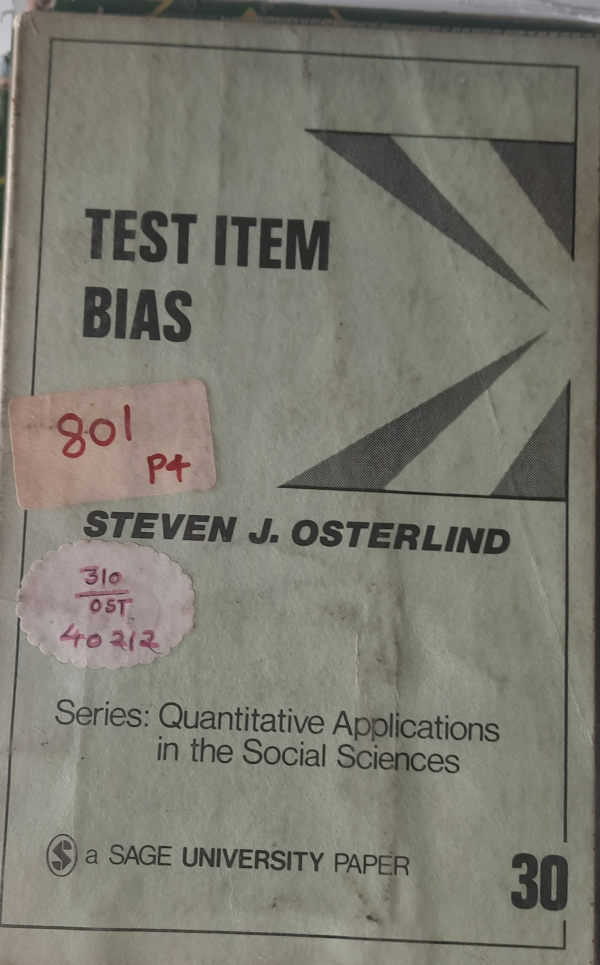 TEST ITEM
BIAS
801
P4
STEVEN J. OSTERLIND
310
OST
40212
Series: Quantitative Applications
in the Social Sciences
S a SAGE UNIVERSITY PAPER
30